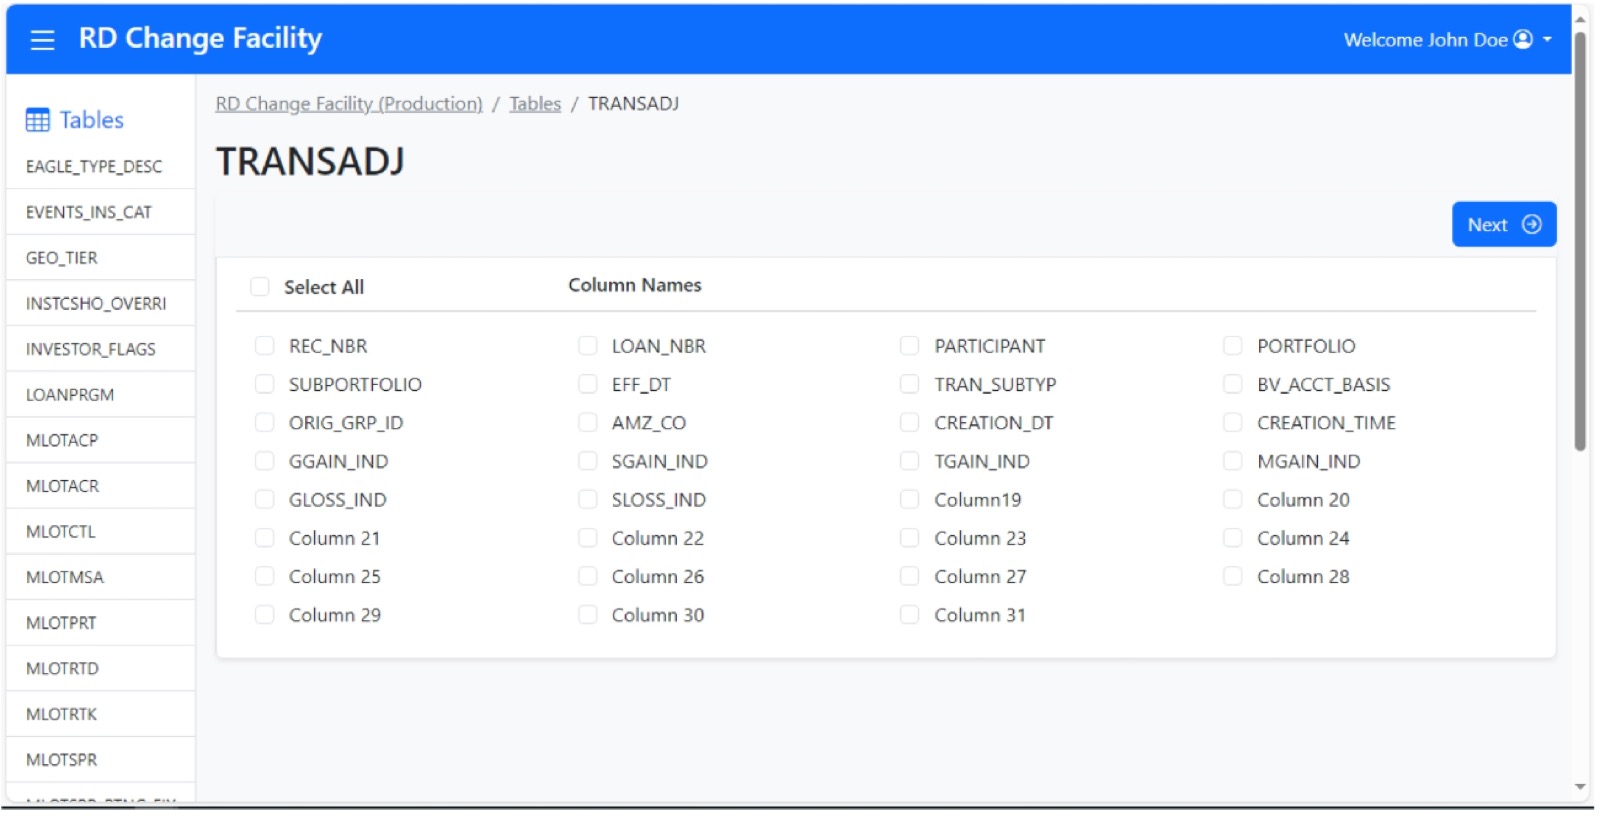 RD Change Facility
Welcome John Doe
Tables
EAGLE_TYPE_DESC
EVENTS_INS_CAT
GEO_TIER
INSTCSHO_OVERRI
INVESTOR_FLAGS
LOANPRGM
MLOTACP
MLOTACR
MLOTCTL
MLOTMSA
MLOTPRT
MLOTRTD
MLOTRTK
MLOTSPR
RD Change Facility (Production) / Tables / TRANSADJ
TRANSADJ
Next
Select All Column Names
REC_NBR LOAN_NBR PARTICIPANT PORTFOLIO
SUBPORTFOLIO EFF_DT TRAN_SUBTYP BV_ACCT_BASIS
ORIG_GRP_ID AMZ_CO CREATION_DT CREATION_TIME
GGAIN_IND SGAIN_IND TGAIN_IND MGAIN_IND
GLOSS_IND SLOSS_IND Column19 Column 20
Column 21 Column 22 Column 23 Column 24
Column 25 Column 26 Column 27 Column 28
Column 29 Column 30 Column 31